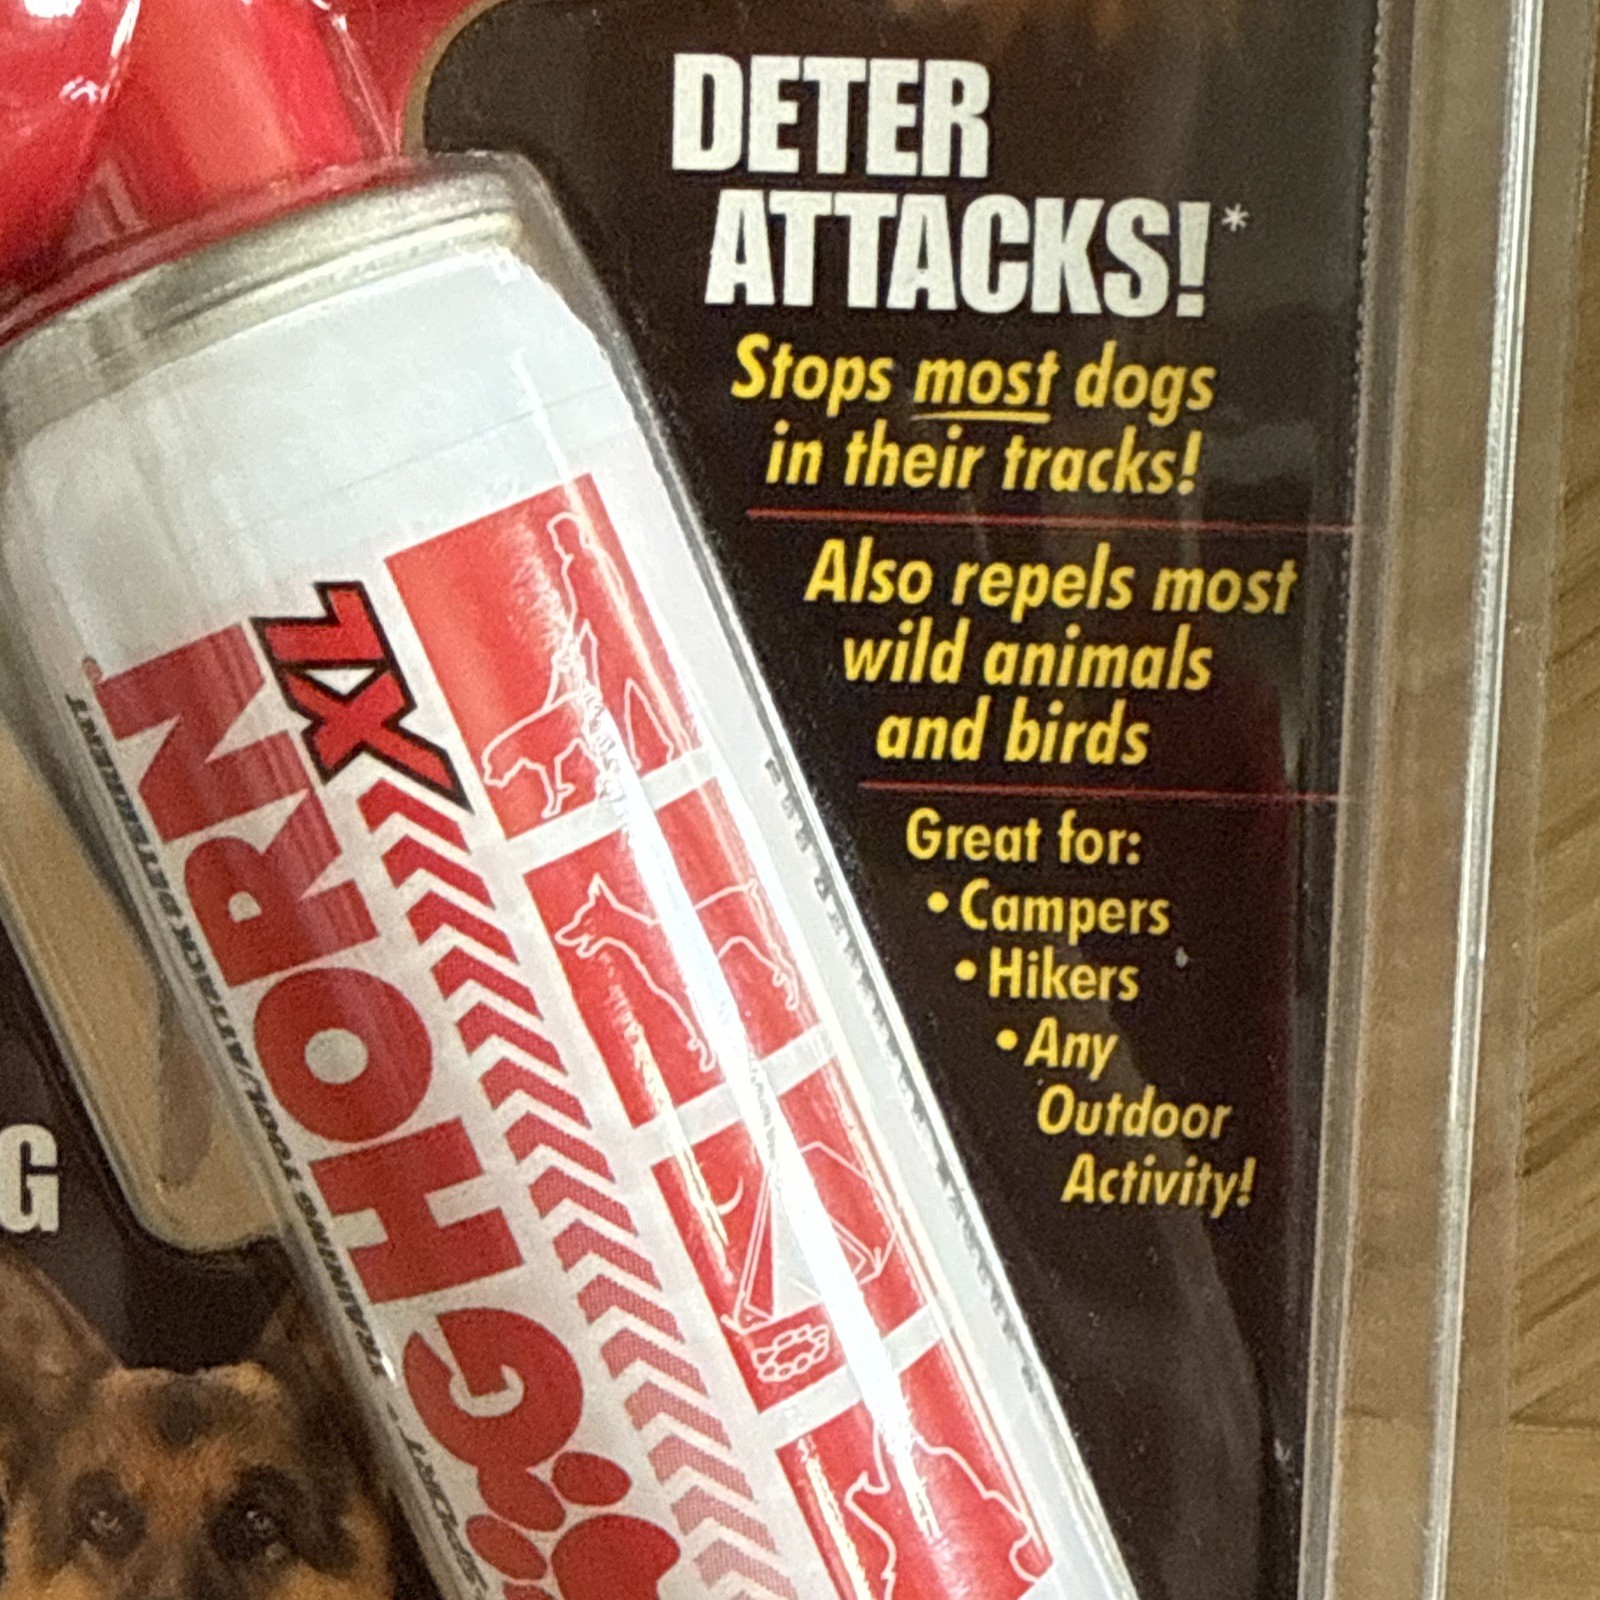 DETER
ATTACKS!*
Stops most dogs
in their tracks!
Also repels most
wild animals
and birds
Great for:
• Campers
• Hikers
• Any
Outdoor
Activity!
G HORN XL
TRAINING TOOL/ATTACK DETERRENT
SPORT
G